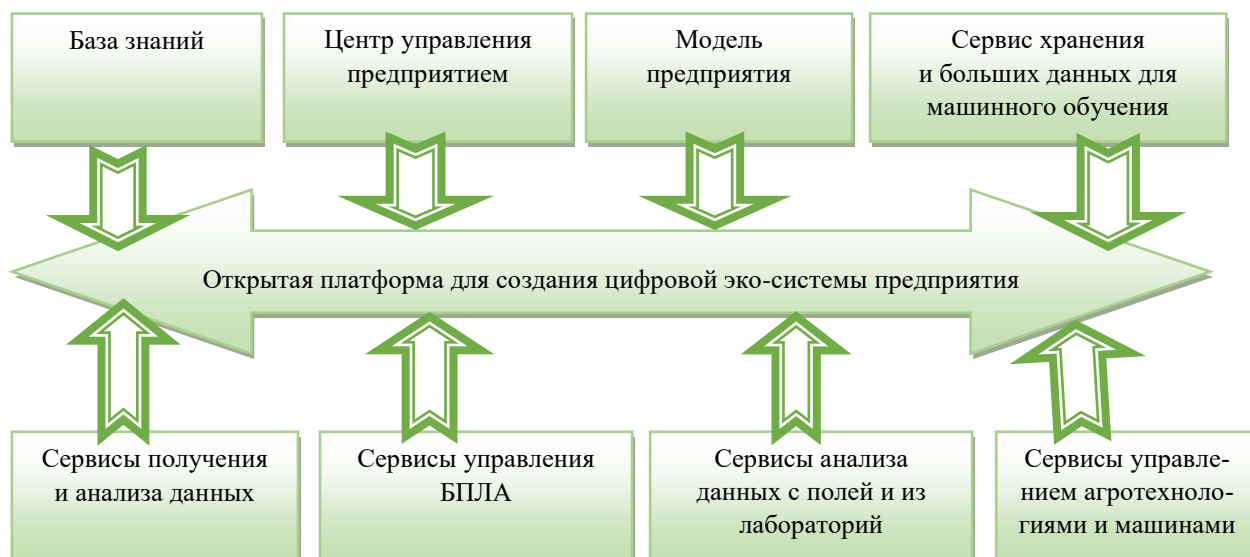 База знаний
Центр управления
предприятием
Модель
предприятия
Сервис хранения
и больших данных для
машинного обучения
Открытая платформа для создания цифровой эко-системы предприятия
Сервисы получения
и анализа данных
Сервисы управления
БПЛА
Сервисы анализа
данных с полей и из
лабораторий
Сервисы управле-
нием агротехноло-
гиями и машинами